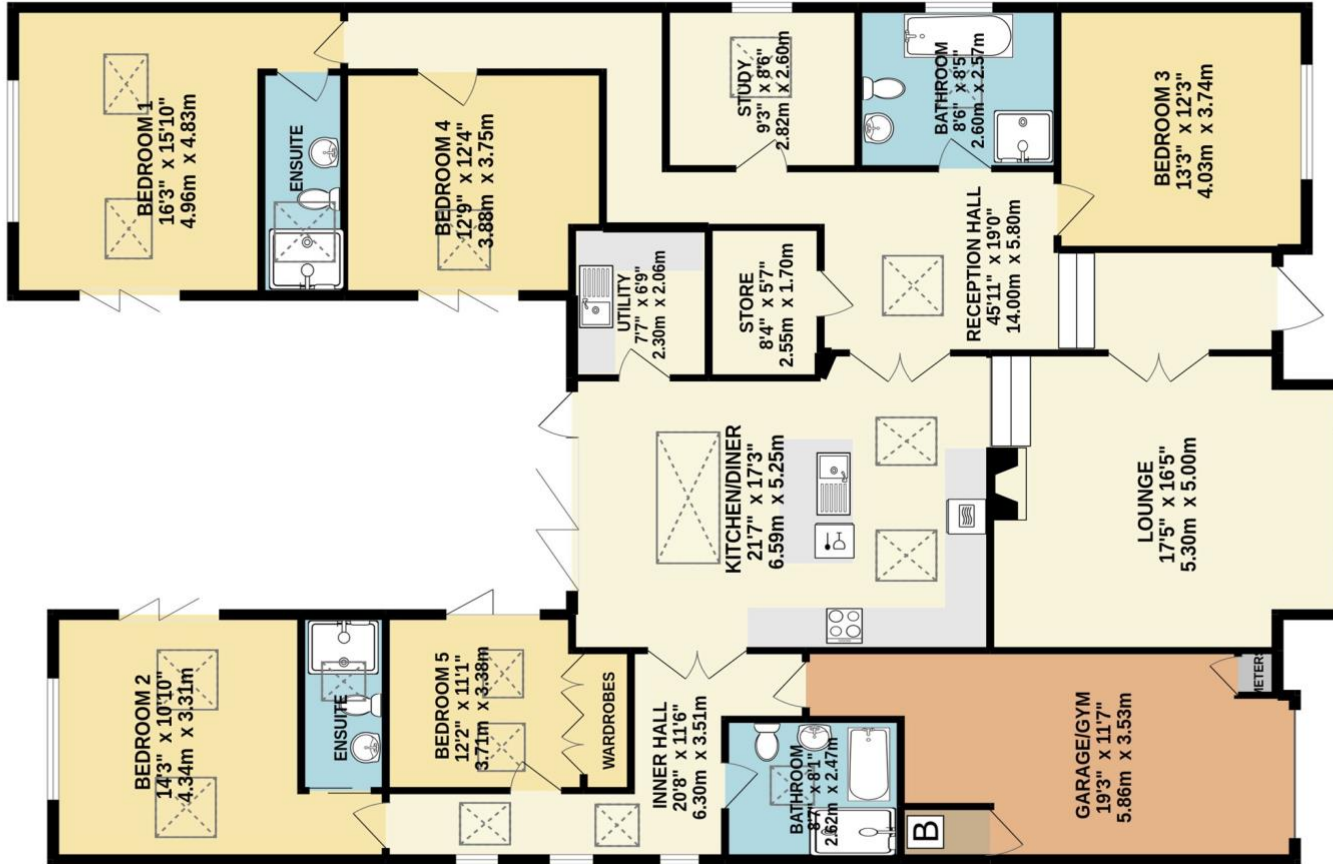 BEDROOM 1
16'3" x 15'10"
4.96m x 4.83m
ENSUITE
BEDROOM 4
12'9" x 12'4"
3.88m x 3.75m
STUDY
9'3" x 8'6"
2.82m x 2.60m
BATHROOM
8'6" x 8'5"
2.60m x 2.57m
BEDROOM 3
13'3" x 12'3"
4.03m x 3.74m
UTILITY
7'7" x 6'9"
2.30m x 2.06m
STORE
8'4" x 5'7"
2.55m x 1.70m
RECEPTION HALL
45'11" x 19'0"
14.00m x 5.80m
KITCHEN/DINER
21'7" x 17'3"
6.59m x 5.25m
LOUNGE
17'5" x 16'5"
5.30m x 5.00m
BEDROOM 2
14'3" x 10'10"
4.34m x 3.31m
ENSUITE
BEDROOM 5
12'2" x 11'1"
3.71m x 3.38m
WARDROBES
INNER HALL
20'8" x 11'6"
6.30m x 3.51m
BATHROOM
8'7" x 8'1"
2.62m x 2.47m
GARAGE/GYM
19'3" x 11'7"
5.86m x 3.53m
METERS
B